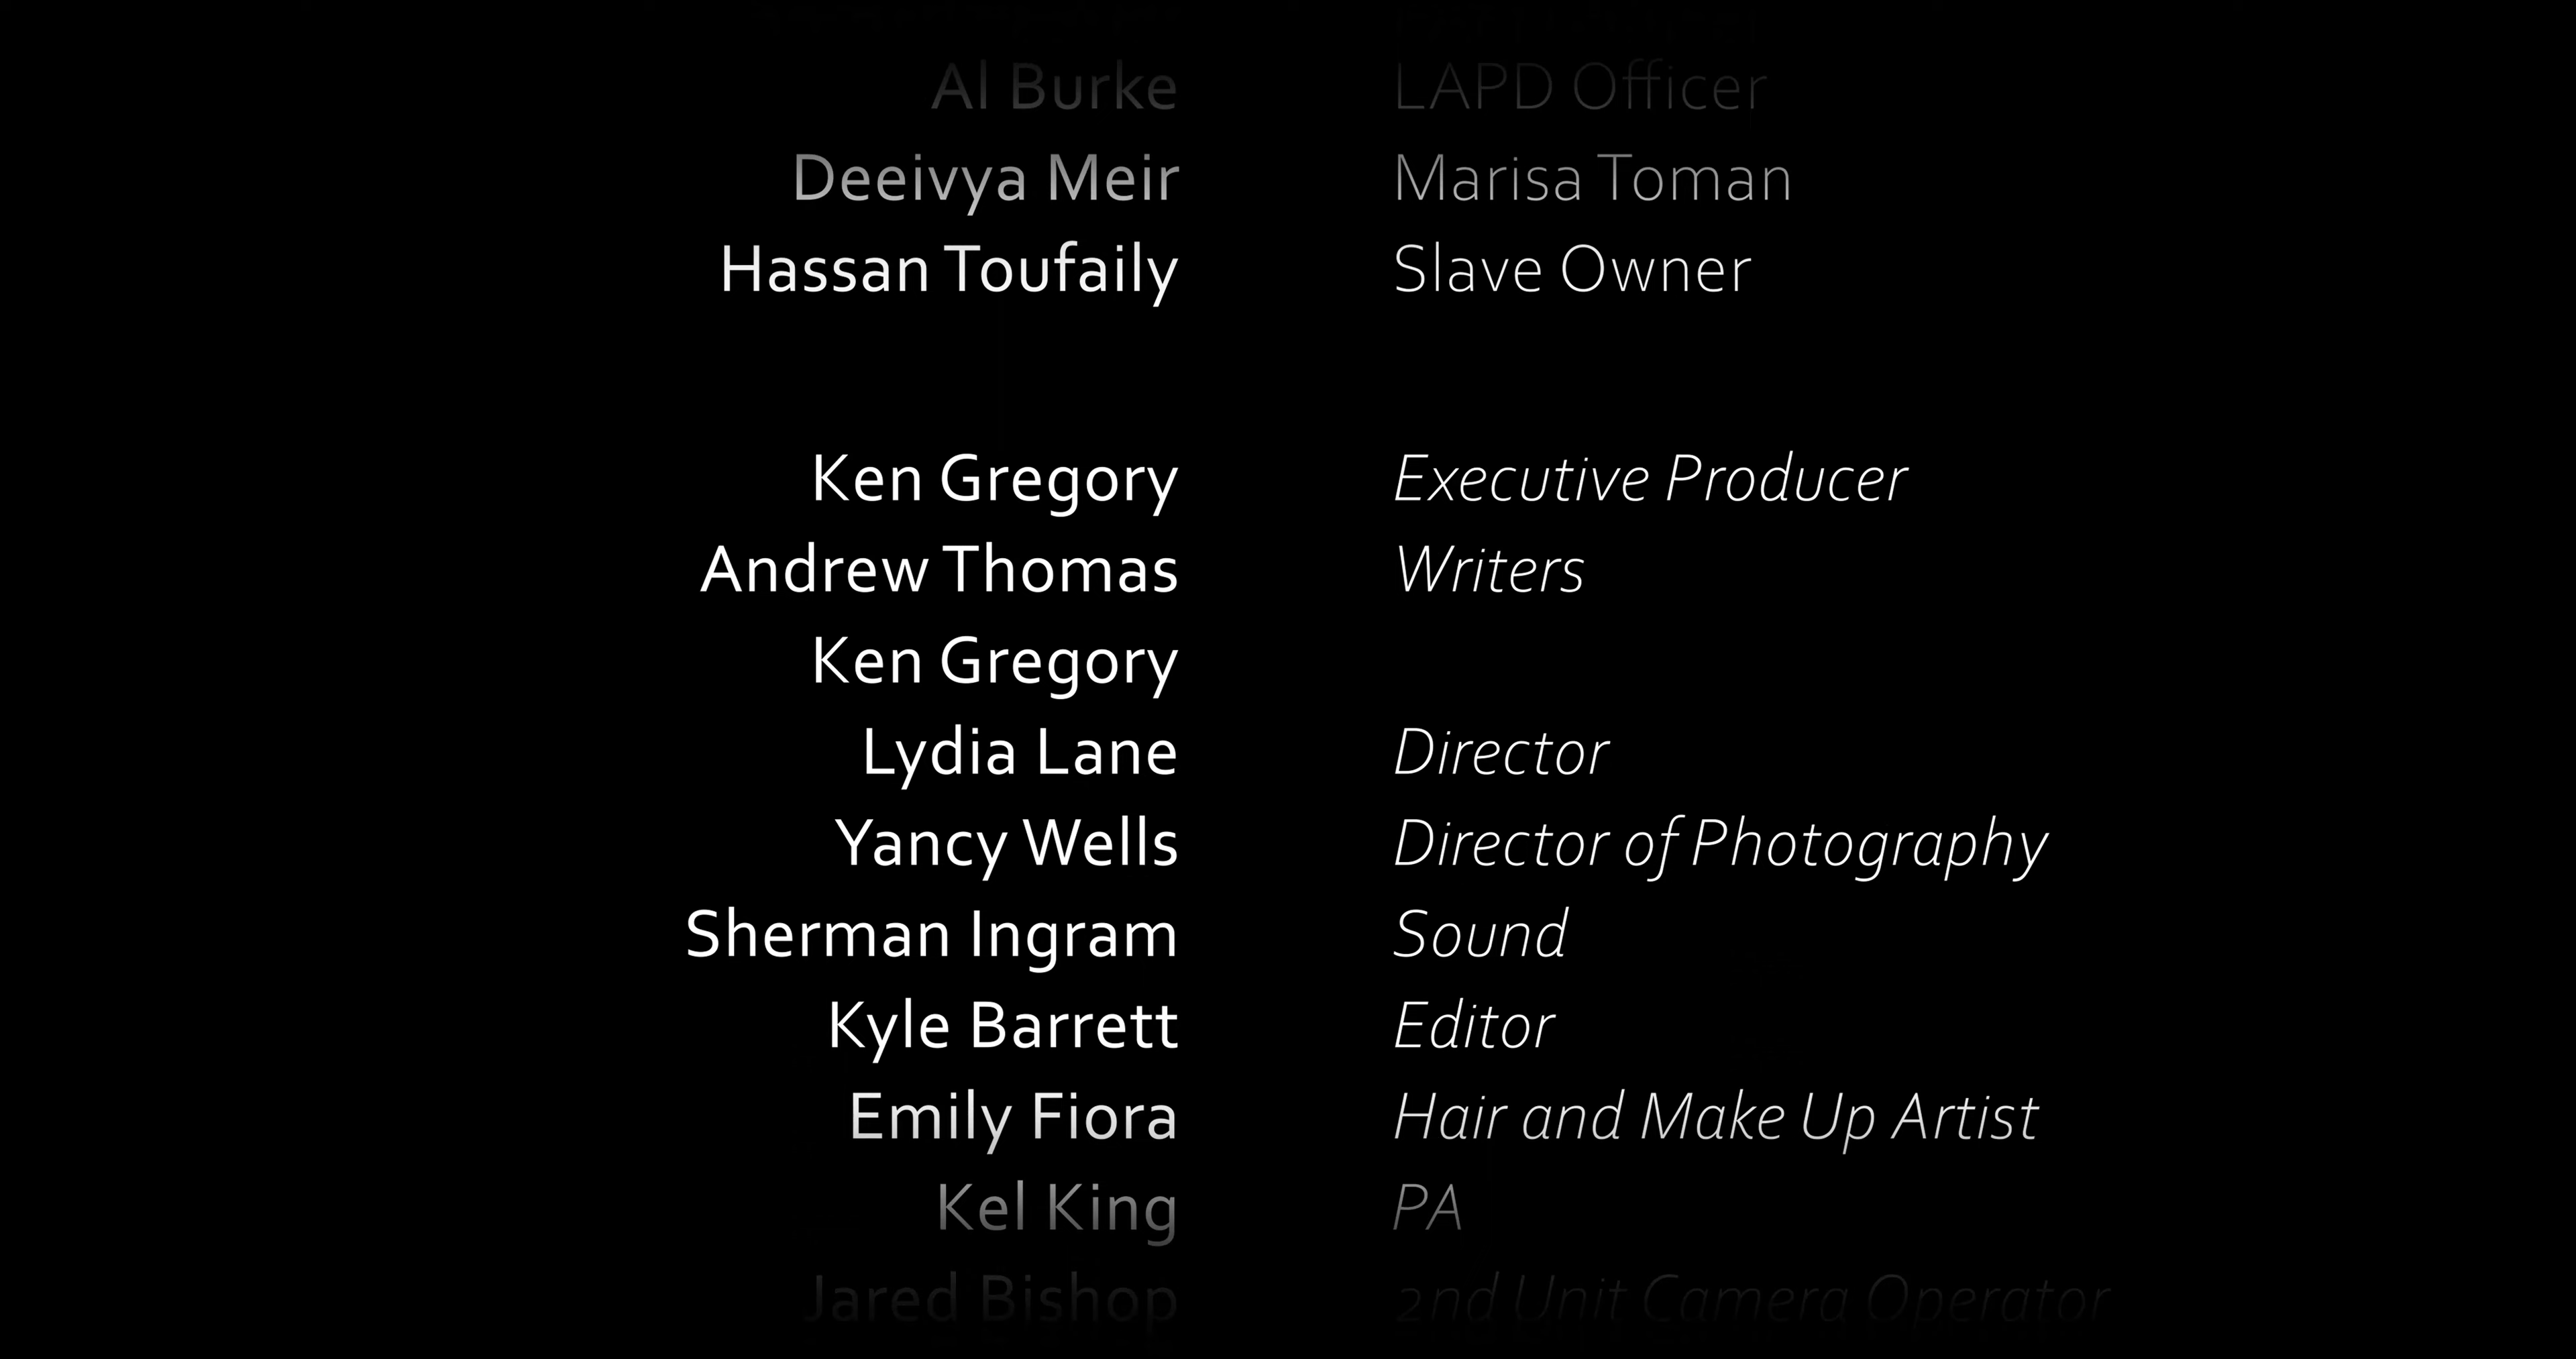 Al Burke LAPD Officer
Deeivya Meir Marisa Toman
Hassan Toufaily Slave Owner
Ken Gregory Executive Producer
Andrew Thomas Writers
Ken Gregory
Lydia Lane Director
Yancy Wells Director of Photography
Sherman Ingram Sound
Kyle Barrett Editor
Emily Fiora Hair and Make Up Artist
Kel King PA
Jared Bishop 2nd Unit Camera Operator